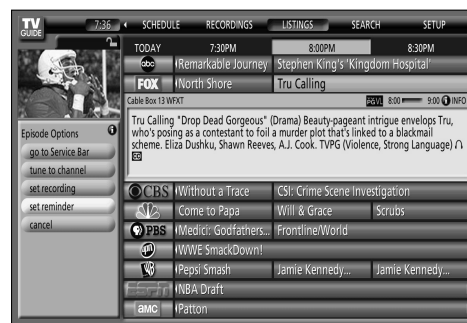 TV
GUIDE
7:36
SCHEDULE RECORDINGS LISTINGS SEARCH SETUP
TODAY 7:30PM 8:00PM 8:30PM
abc Remarkable Journey Stephen King's 'Kingdom Hospital'
FOX North Shore Tru Calling
Cable Box 13 WFXT 8:00 9:00 INFO
Tru Calling "Drop Dead Gorgeous" (Drama) Beauty-pageant intrigue envelops Tru,
who's posing as a contestant to foil a murder plot that's linked to a blackmail
scheme. Eliza Dushku, Shawn Reeves, A.J. Cook. TVPG (Violence, Strong Language)
Episode Options
go to Service Bar
tune to channel
set recording
set reminder
cancel
CBS Without a Trace CSI: Crime Scene Investigation
Come to Papa Will & Grace Scrubs
PBS Medici: Godfathers... Frontline/World
upn WWE SmackDown!
WB Pepsi Smash Jamie Kennedy... Jamie Kennedy...
ESPN NBA Draft
amc Patton